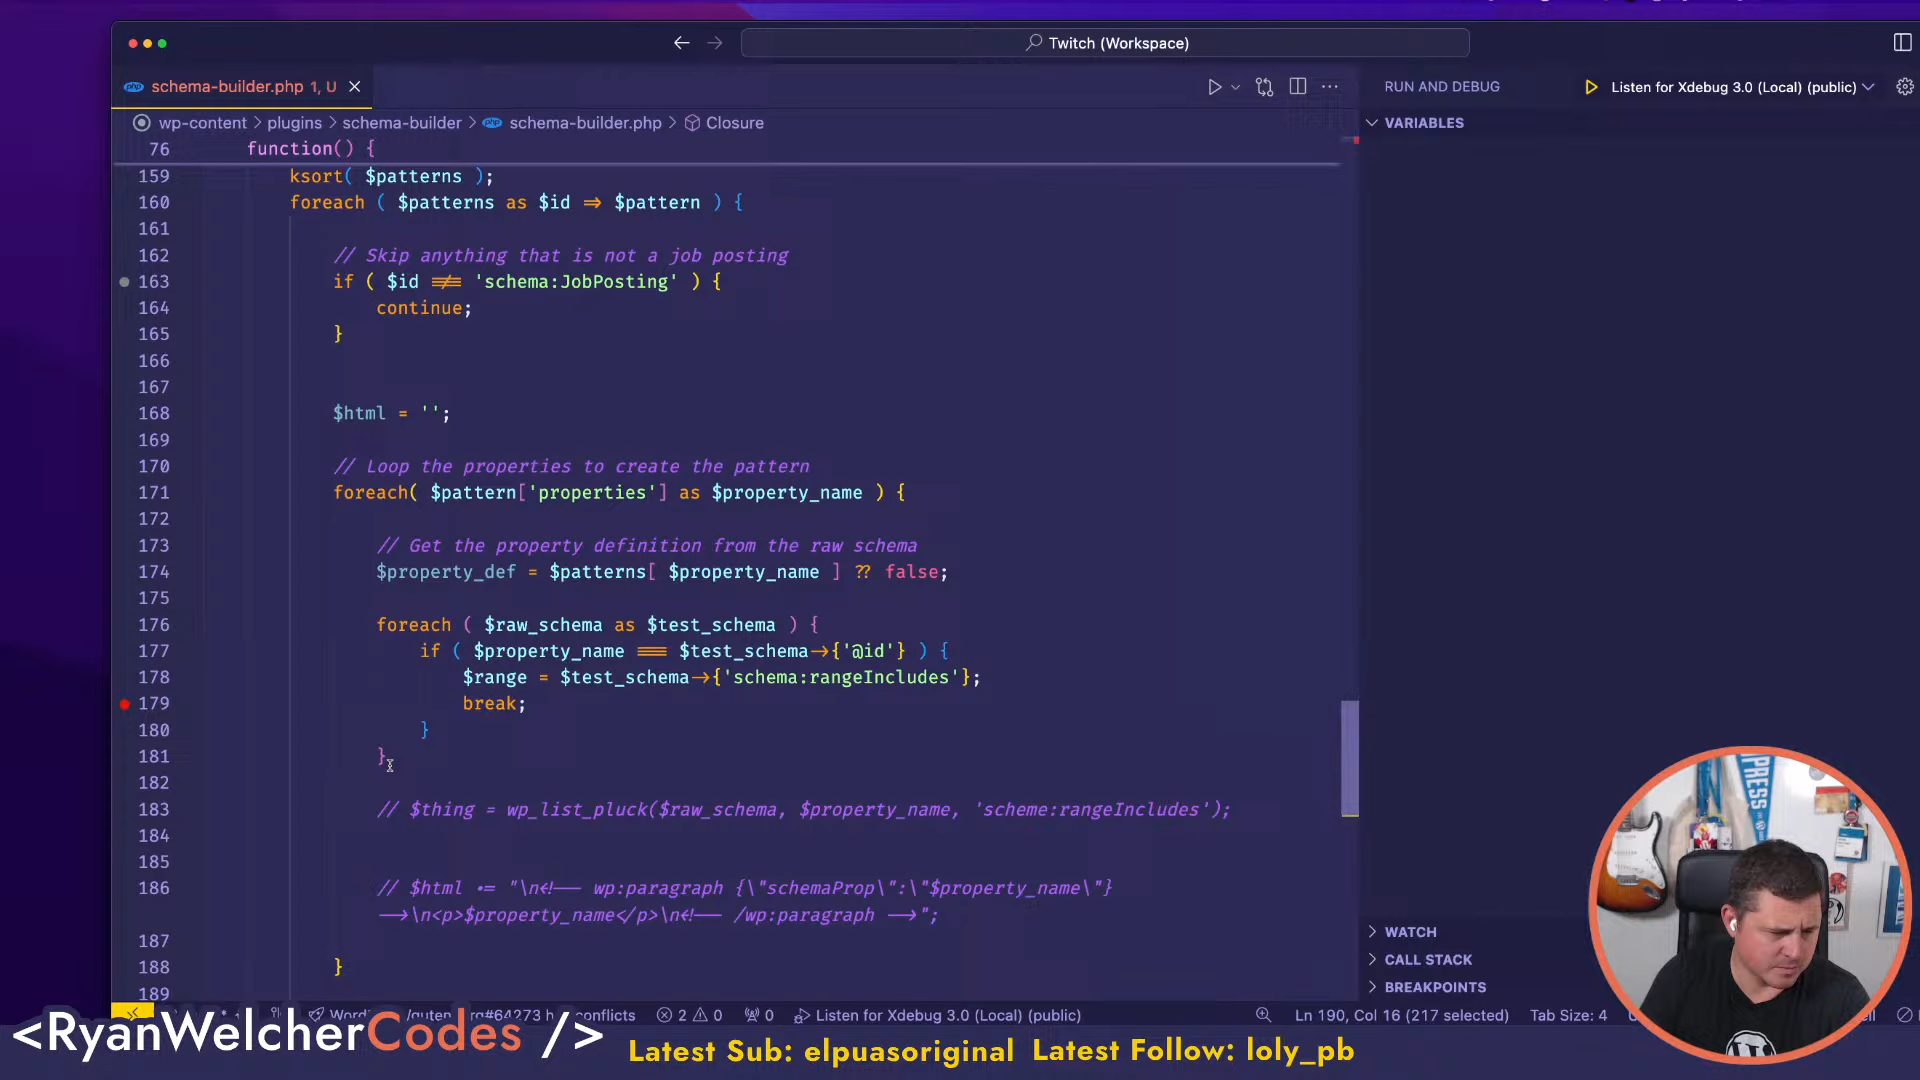 Twitch (Workspace)
schema-builder.php 1, U
RUN AND DEBUG
Listen for Xdebug 3.0 (Local) (public)
wp-content > plugins > schema-builder > schema-builder.php > Closure
VARIABLES
76 function() {
159 ksort( $patterns );
160 foreach ( $patterns as $id => $pattern ) {
161
162 // Skip anything that is not a job posting
163 if ( $id !== 'schema:JobPosting' ) {
164 continue;
165 }
166
167
168 $html = '';
169
170 // Loop the properties to create the pattern
171 foreach( $pattern['properties'] as $property_name ) {
172
173 // Get the property definition from the raw schema
174 $property_def = $patterns[ $property_name ] ?? false;
175
176 foreach ( $raw_schema as $test_schema ) {
177 if ( $property_name === $test_schema->{'@id'} ) {
178 $range = $test_schema->{'schema:rangeIncludes'};
179 break;
180 }
181 }
182
183 // $thing = wp_list_pluck($raw_schema, $property_name, 'scheme:rangeIncludes');
184
185
186 // $html .= "\n<!-- wp:paragraph {\"schemaProp\":\"$property_name\"}
-->\n<p>$property_name</p>\n<!-- /wp:paragraph -->";
187
188 }
189
WATCH
CALL STACK
BREAKPOINTS
#64273 conflicts 2 0 0 Listen for Xdebug 3.0 (Local) (public) Ln 190, Col 16 (217 selected) Tab Size: 4
<RyanWelcherCodes />
Latest Sub: elpuasoriginal Latest Follow: loly_pb